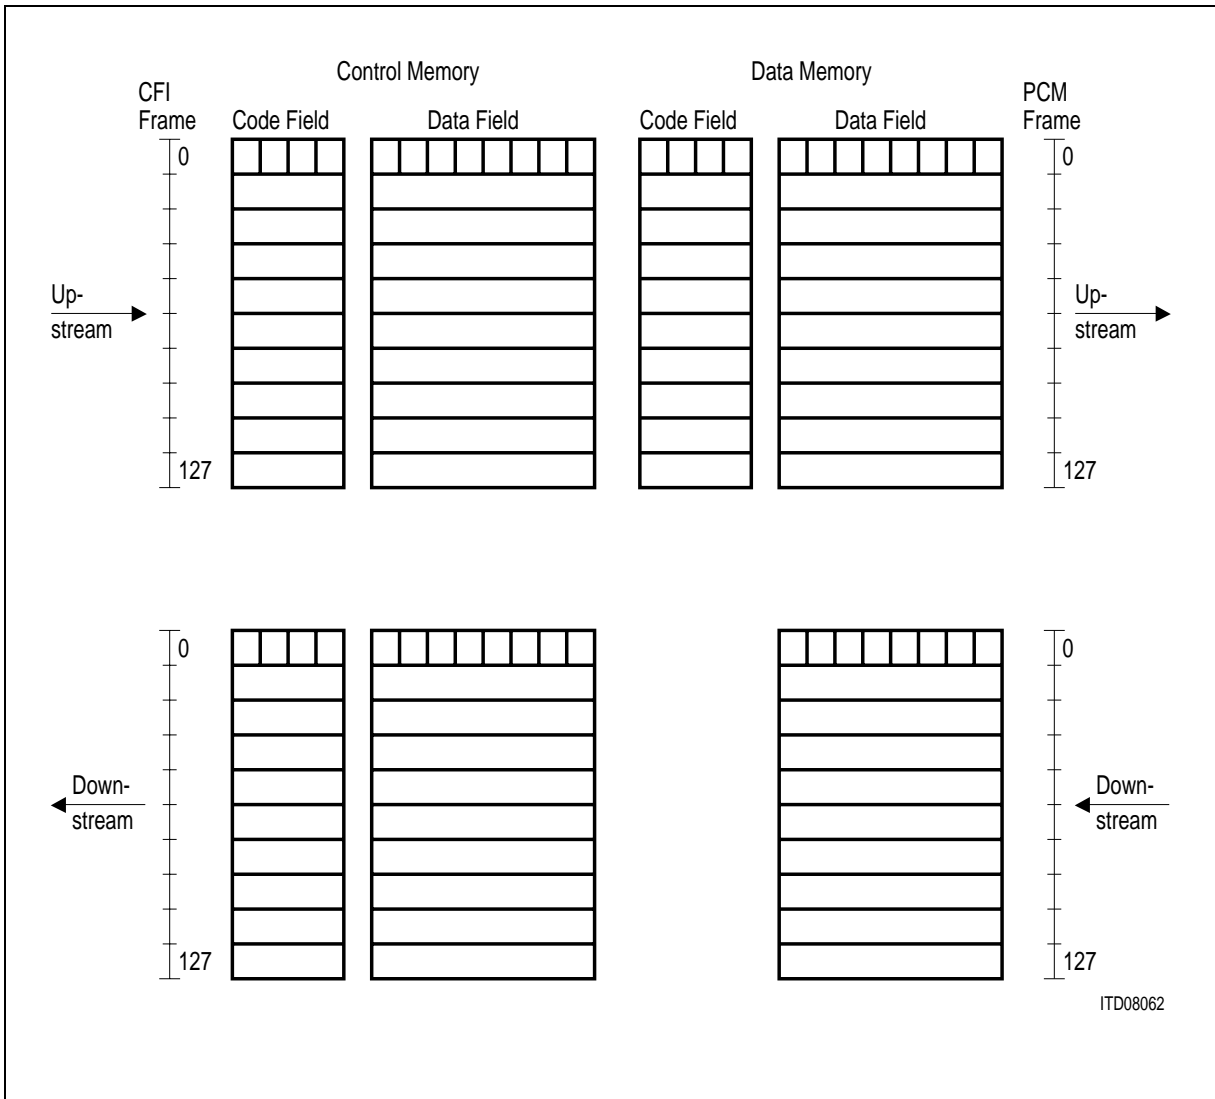 Control Memory
Data Memory
CFI
Frame
Code Field
Data Field
Code Field
Data Field
PCM
Frame
0
0
Up-
stream
Up-
stream
127
127
0
0
Down-
stream
Down-
stream
127
127
ITD08062